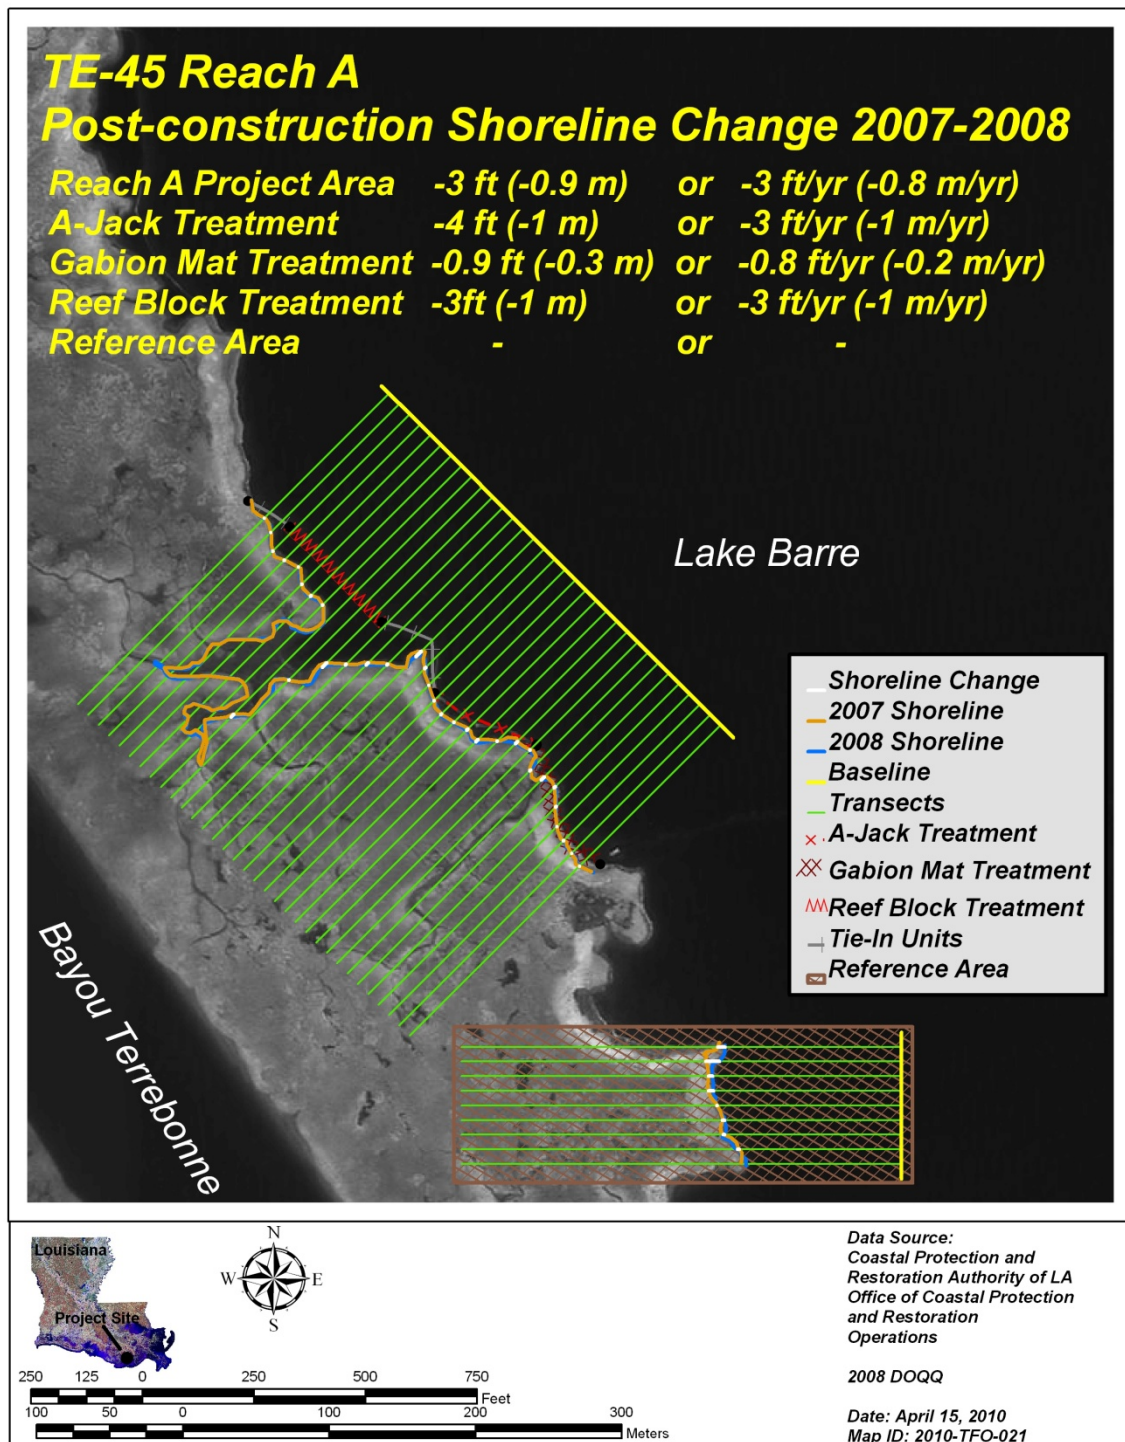 TE-45 Reach A
Post-construction Shoreline Change 2007-2008
Reach A Project Area -3 ft (-0.9 m) or -3 ft/yr (-0.8 m/yr)
A-Jack Treatment -4 ft (-1 m) or -3 ft/yr (-1 m/yr)
Gabion Mat Treatment -0.9 ft (-0.3 m) or -0.8 ft/yr (-0.2 m/yr)
Reef Block Treatment -3ft (-1 m) or -3 ft/yr (-1 m/yr)
Reference Area - or -
Lake Barre
Shoreline Change
2007 Shoreline
2008 Shoreline
Baseline
Transects
A-Jack Treatment
Gabion Mat Treatment
Reef Block Treatment
Tie-In Units
Reference Area
Bayou Terrebonne
Louisiana
Project Site
N
W E
S
250 125 0 250 500 750
Feet
100 50 0 100 200 300
Meters
Data Source:
Coastal Protection and
Restoration Authority of LA
Office of Coastal Protection
and Restoration
Operations
2008 DOQQ
Date: April 15, 2010
Map ID: 2010-TFO-021